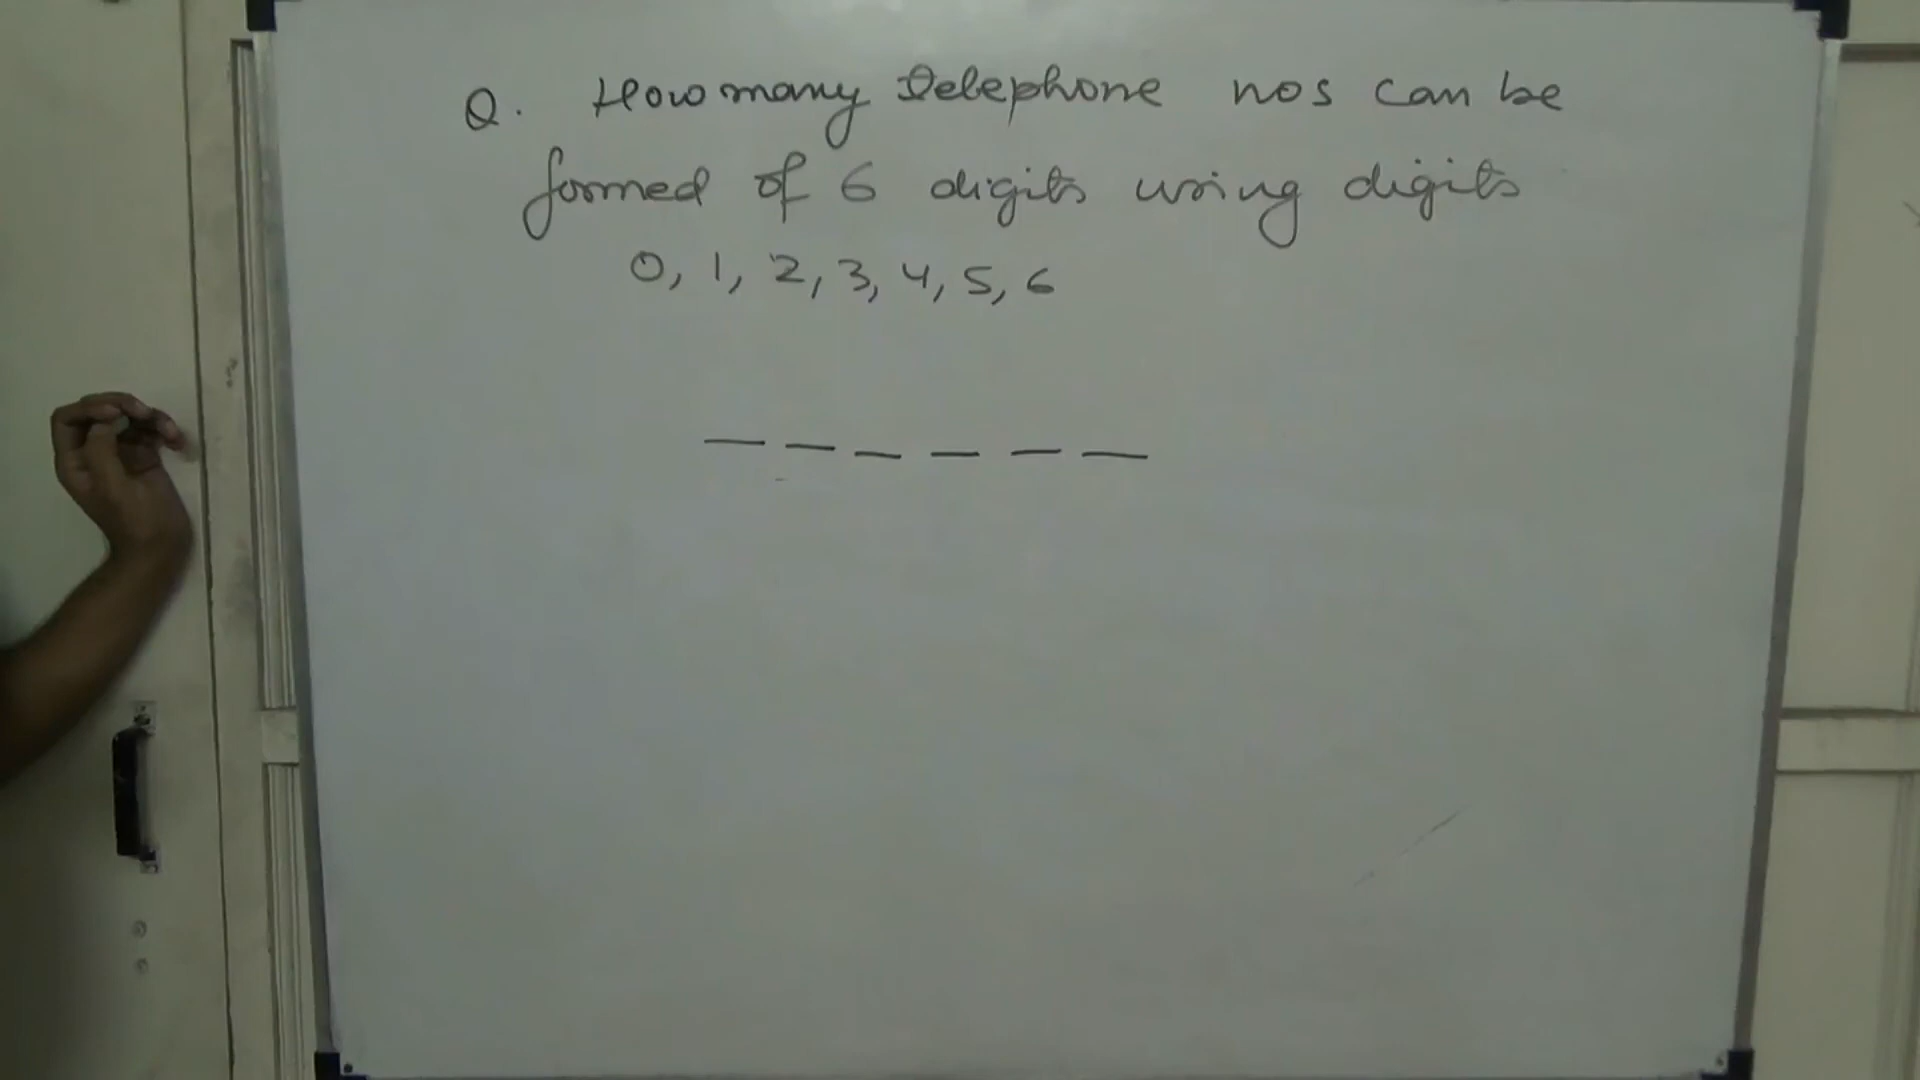 Q. How many telephone nos can be
formed of 6 digits using digits
0, 1, 2, 3, 4, 5, 6